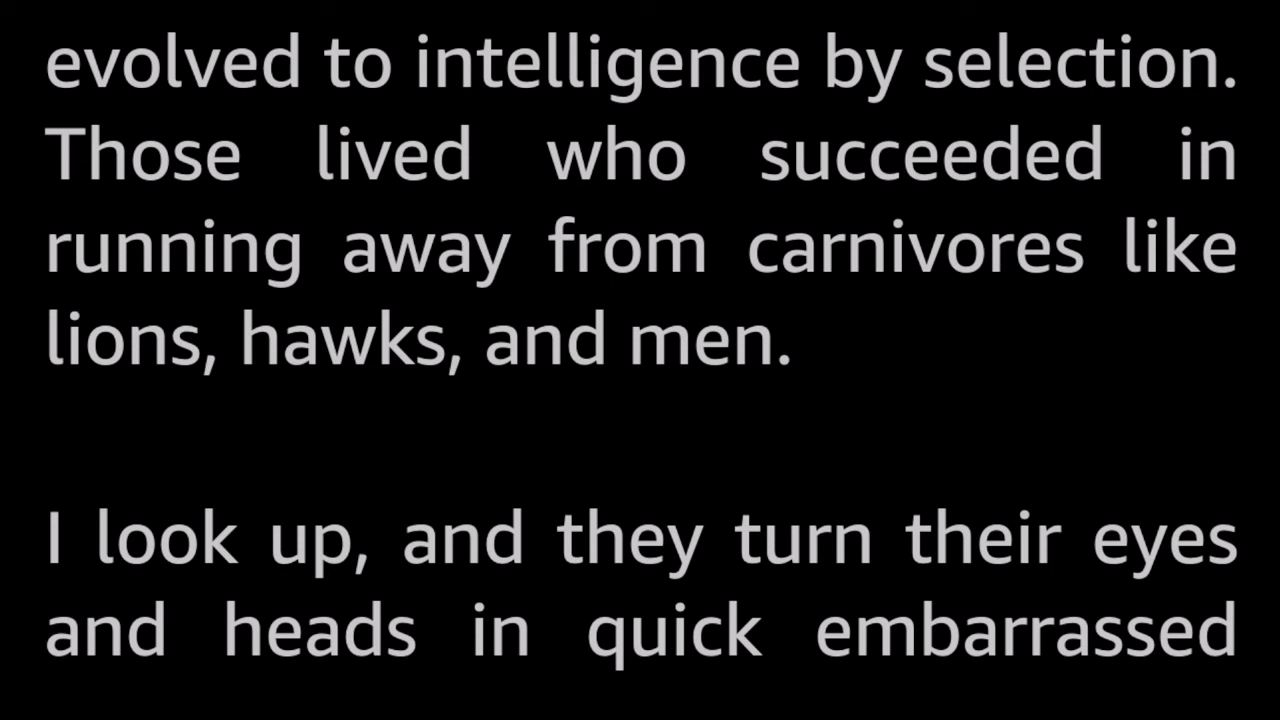 evolved to intelligence by selection.
Those lived who succeeded in
running away from carnivores like
lions, hawks, and men.
I look up, and they turn their eyes
and heads in quick embarrassed